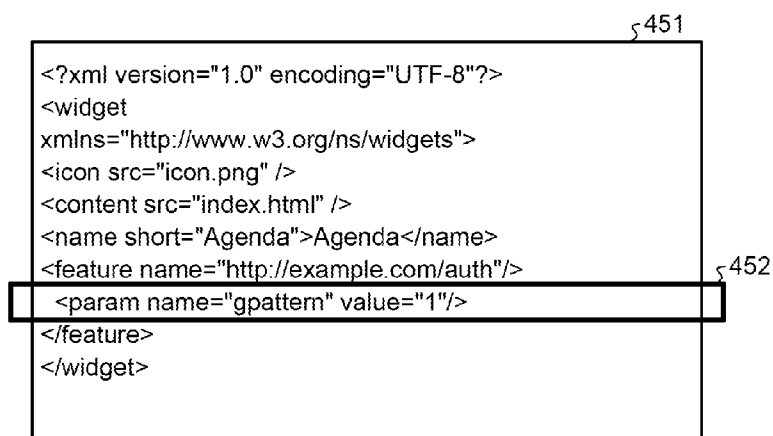 451
<?xml version="1.0" encoding="UTF-8"?>
<widget
xmlns="http://www.w3.org/ns/widgets">
<icon src="icon.png" />
<content src="index.html" />
<name short="Agenda">Agenda</name>
<feature name="http://example.com/auth"/>
452
<param name="gpattern" value="1"/>
</feature>
</widget>